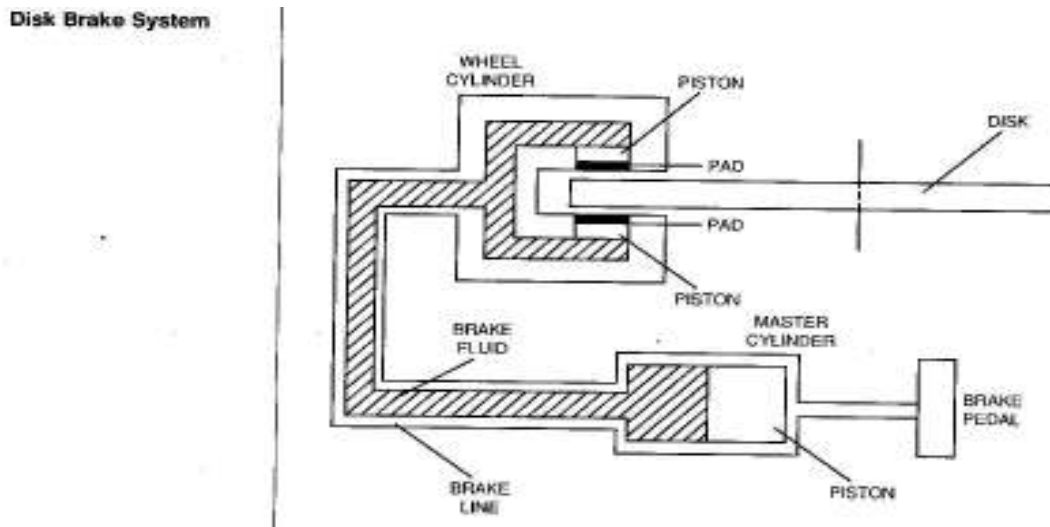 Disk Brake System
WHEEL
CYLINDER
PISTON
DISK
PAD
PAD
PISTON
MASTER
CYLINDER
BRAKE
FLUID
BRAKE
PEDAL
BRAKE
LINE
PISTON